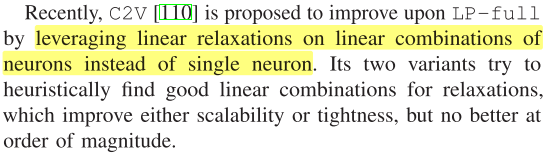 Recently, C2V [110] is proposed to improve upon LP-full
by leveraging linear relaxations on linear combinations of
neurons instead of single neuron. Its two variants try to
heuristically find good linear combinations for relaxations,
which improve either scalability or tightness, but no better at
order of magnitude.